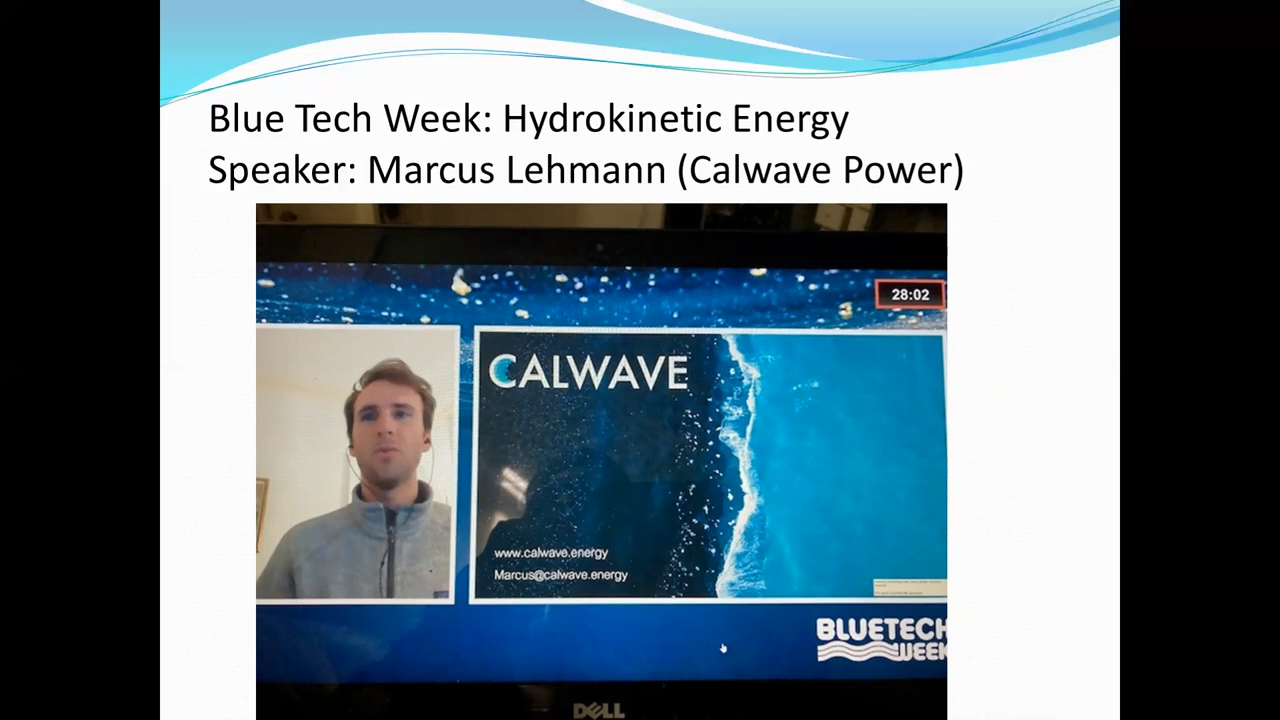 Blue Tech Week: Hydrokinetic Energy
Speaker: Marcus Lehmann (Calwave Power)
28:02
CALWAVE
www.calwave.energy
Marcus@calwave.energy
BLUETECH
WEEK
DELL